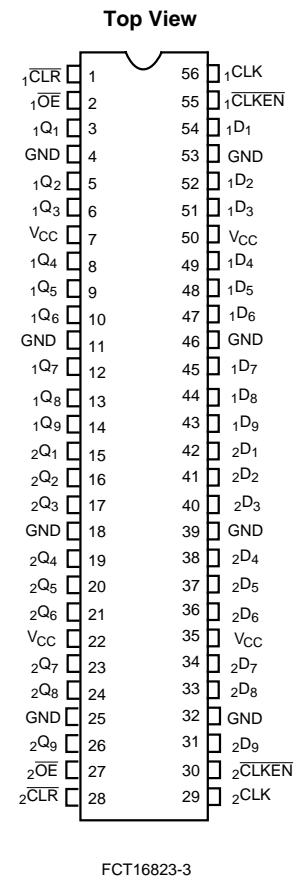 Top View
1CLR 1 56 1CLK
1OE 2 55 1CLKEN
1Q1 3 54 1D1
GND 4 53 GND
1Q2 5 52 1D2
1Q3 6 51 1D3
VCC 7 50 VCC
1Q4 8 49 1D4
1Q5 9 48 1D5
1Q6 10 47 1D6
GND 11 46 GND
1Q7 12 45 1D7
1Q8 13 44 1D8
1Q9 14 43 1D9
2Q1 15 42 2D1
2Q2 16 41 2D2
2Q3 17 40 2D3
GND 18 39 GND
2Q4 19 38 2D4
2Q5 20 37 2D5
2Q6 21 36 2D6
VCC 22 35 VCC
2Q7 23 34 2D7
2Q8 24 33 2D8
GND 25 32 GND
2Q9 26 31 2D9
2OE 27 30 2CLKEN
2CLR 28 29 2CLK
FCT16823-3